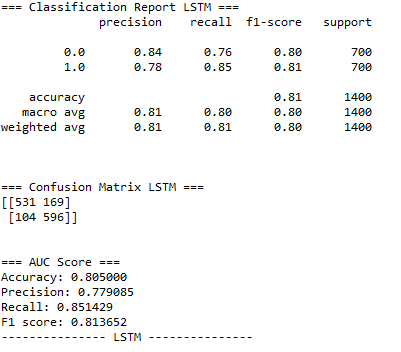 === Classification Report LSTM ===
precision recall f1-score support
0.0 0.84 0.76 0.80 700
1.0 0.78 0.85 0.81 700
accuracy 0.81 1400
macro avg 0.81 0.80 0.80 1400
weighted avg 0.81 0.81 0.80 1400
=== Confusion Matrix LSTM ===
[[531 169]
[104 596]]
=== AUC Score ===
Accuracy: 0.805000
Precision: 0.779085
Recall: 0.851429
F1 score: 0.813652
--------------- LSTM ---------------